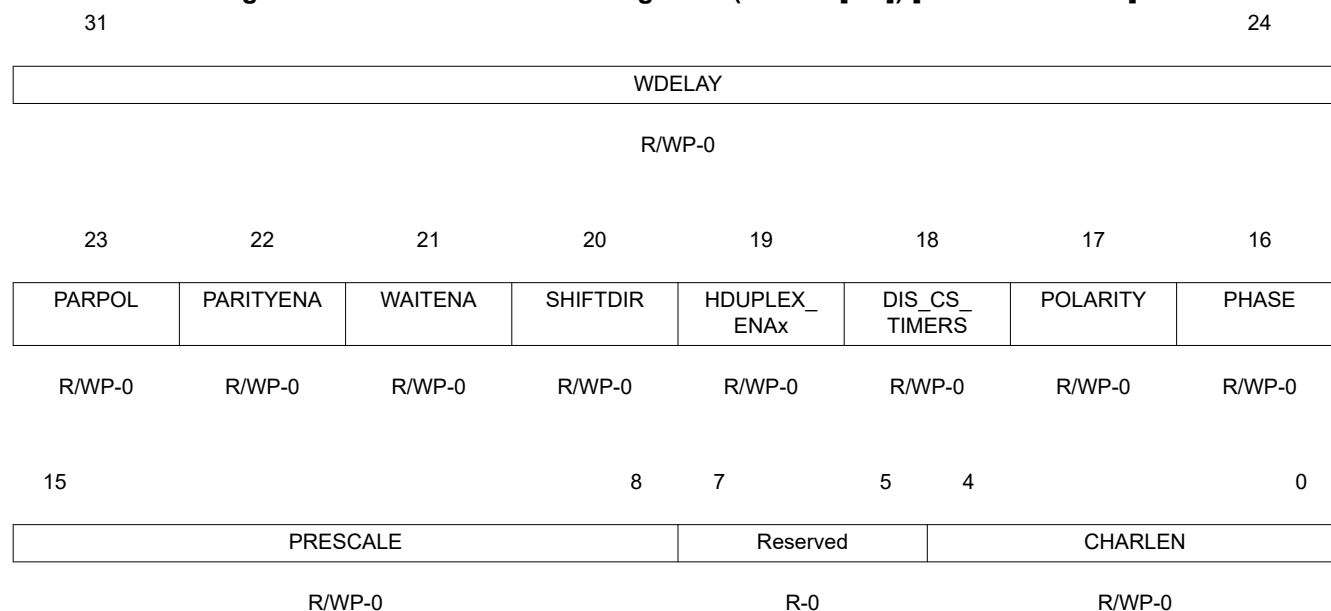 31 24
WDELAY
R/WP-0
23 22 21 20 19 18 17 16
PARPOL PARITYENA WAITENA SHIFTDIR HDUPLEX_ DIS_CS_ POLARITY PHASE
ENAx TIMERS
R/WP-0 R/WP-0 R/WP-0 R/WP-0 R/WP-0 R/WP-0 R/WP-0 R/WP-0
15 8 7 5 4 0
PRESCALE Reserved CHARLEN
R/WP-0 R-0 R/WP-0